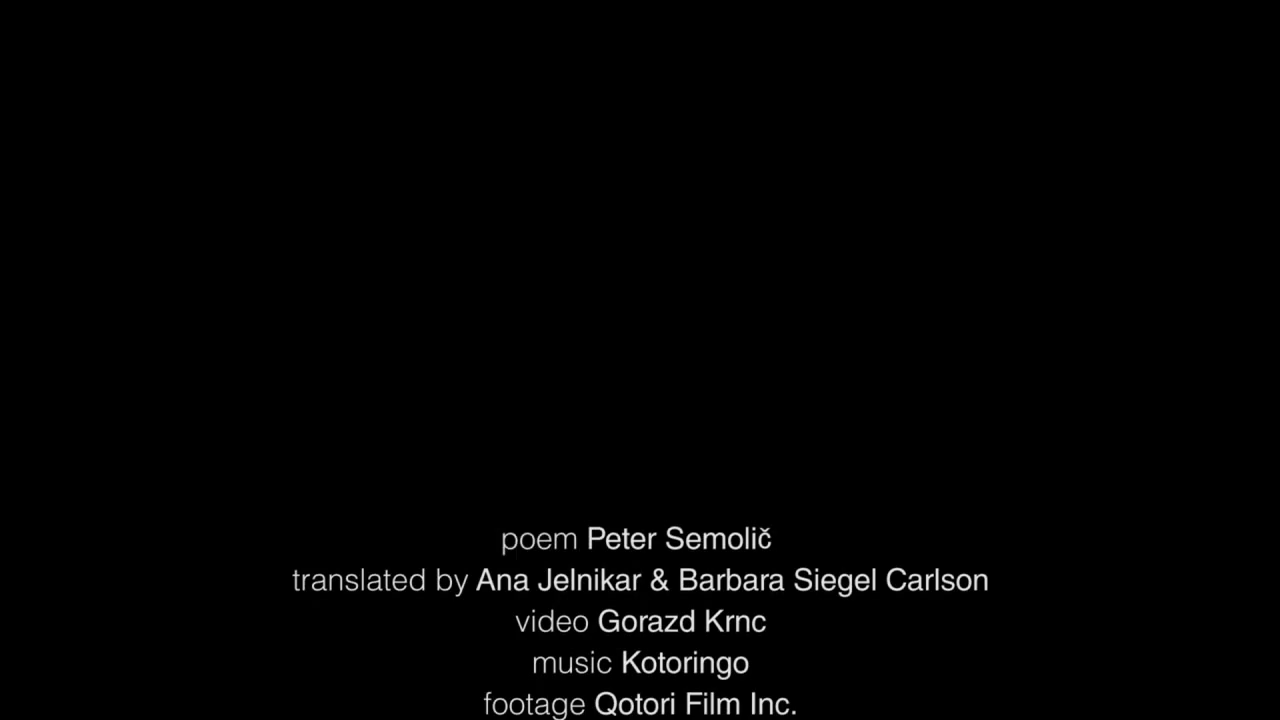 poem Peter Semolič
translated by Ana Jelnikar & Barbara Siegel Carlson
video Gorazd Krnc
music Kotoringo
footage Qotori Film Inc.